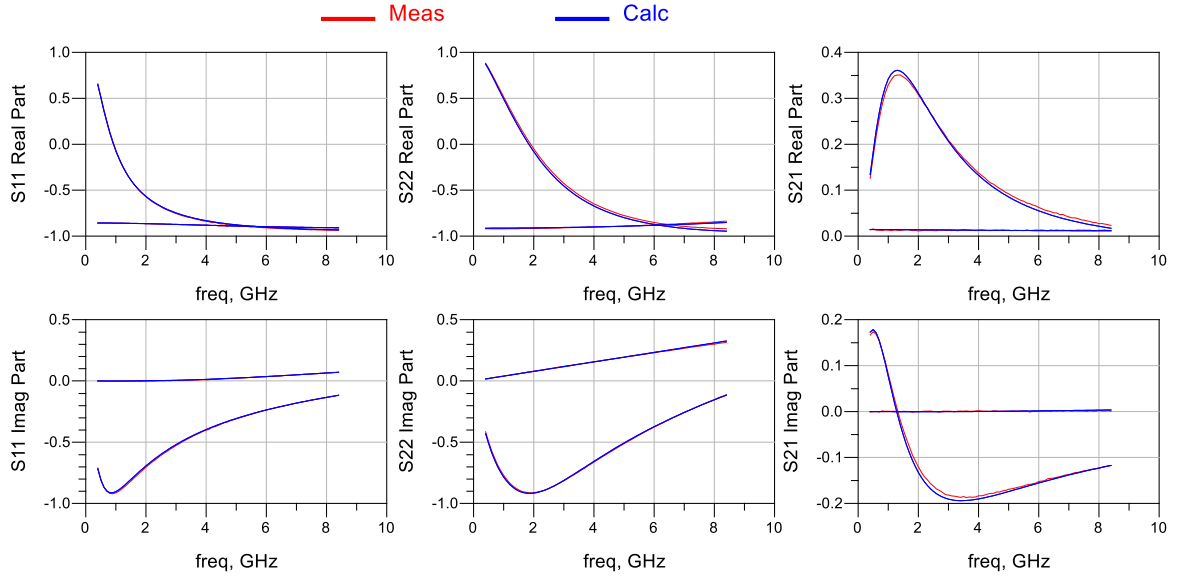 Meas Calc
S11 Real Part
1.0
0.5
0.0
-0.5
-1.0
0 2 4 6 8 10
freq, GHz
S22 Real Part
1.0
0.5
0.0
-0.5
-1.0
0 2 4 6 8 10
freq, GHz
S21 Real Part
0.4
0.3
0.2
0.1
0.0
0 2 4 6 8 10
freq, GHz
S11 Imag Part
0.5
0.0
-0.5
-1.0
0 2 4 6 8 10
freq, GHz
S22 Imag Part
0.5
0.0
-0.5
-1.0
0 2 4 6 8 10
freq, GHz
S21 Imag Part
0.2
0.1
0.0
-0.1
-0.2
0 2 4 6 8 10
freq, GHz